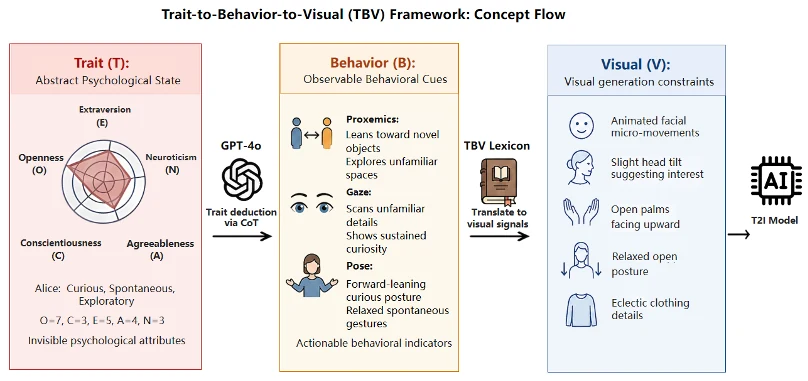 Trait-to-Behavior-to-Visual (TBV) Framework: Concept Flow
Trait (T):
Abstract Psychological State
Extraversion
(E)
Openness
(O)
Neuroticism
(N)
Conscientiousness
(C)
Agreeableness
(A)
Alice: Curious, Spontaneous,
Exploratory
O=7, C=3, E=5, A=4, N=3
Invisible psychological attributes
GPT-4o
Trait deduction
via CoT
Behavior (B):
Observable Behavioral Cues
Proxemics:
Leans toward novel
objects
Explores unfamiliar
spaces
Gaze:
Scans unfamiliar
details
Shows sustained
curiosity
Pose:
Forward-leaning
curious posture
Relaxed spontaneous
gestures
Actionable behavioral indicators
TBV Lexicon
Translate to
visual signals
Visual (V):
Visual generation constraints
Animated facial
micro-movements
Slight head tilt
suggesting interest
Open palms
facing upward
Relaxed open
posture
Eclectic clothing
details
AI
T2I Model